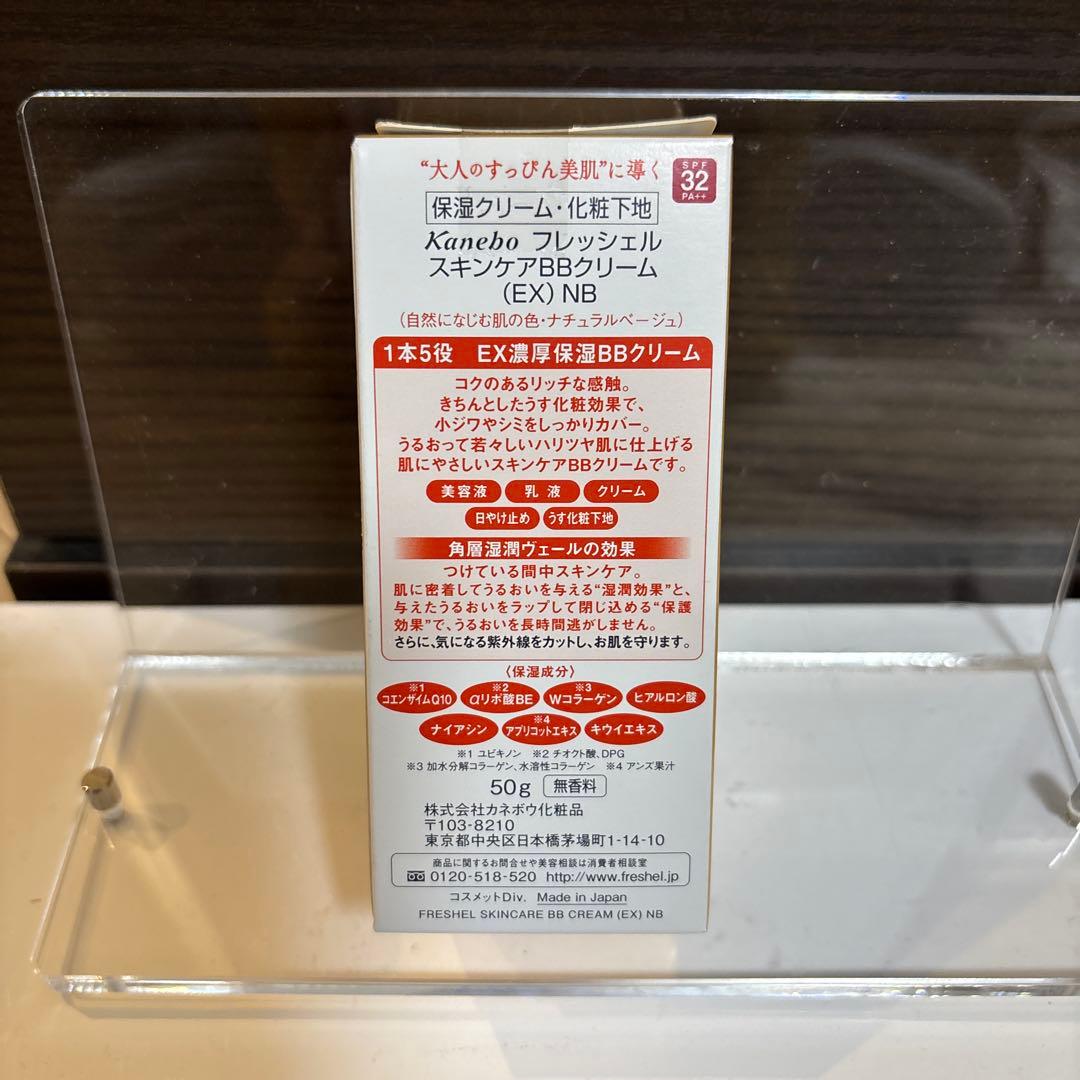 “大人のすっぴん美肌”に導く
SPF
32
PA++
保湿クリーム・化粧下地
Kanebo フレッシェル
スキンケアBBクリーム
(EX) NB
(自然になじむ肌の色・ナチュラルベージュ)
1本5役 EX濃厚保湿BBクリーム
コクのあるリッチな感触。
きちんとしたうす化粧効果で、
小ジワやシミをしっかりカバー。
うるおって若々しいハリツヤ肌に仕上げる
肌にやさしいスキンケアBBクリームです。
美容液 乳液 クリーム
日やけ止め うす化粧下地
角層湿潤ヴェールの効果
つけている間中スキンケア。
肌に密着してうるおいを与える“湿潤効果”と、
与えたうるおいをラップして閉じ込める“保護
効果”で、うるおいを長時間逃がしません。
さらに、気になる紫外線をカットし、お肌を守ります。
〈保湿成分〉
※1 コエンザイムQ10 ※2 αリポ酸BE ※3 Wコラーゲン ヒアルロン酸
ナイアシン ※4 アプリコットエキス キウイエキス
※1 ユビキノン ※2 チオクト酸、DPG
※3 加水分解コラーゲン、水溶性コラーゲン ※4 アンズ果汁
50g 無香料
株式会社カネボウ化粧品
〒103-8210
東京都中央区日本橋茅場町1-14-10
商品に関するお問合せや美容相談は消費者相談室
0120-518-520 http://www.freshel.jp
コスメットDiv. Made in Japan
FRESHEL SKINCARE BB CREAM (EX) NB